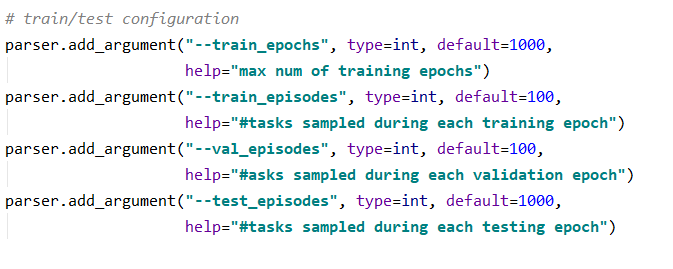 # train/test configuration
parser.add_argument("--train_epochs", type=int, default=1000,
help="max num of training epochs")
parser.add_argument("--train_episodes", type=int, default=100,
help="#tasks sampled during each training epoch")
parser.add_argument("--val_episodes", type=int, default=100,
help="#asks sampled during each validation epoch")
parser.add_argument("--test_episodes", type=int, default=1000,
help="#tasks sampled during each testing epoch")